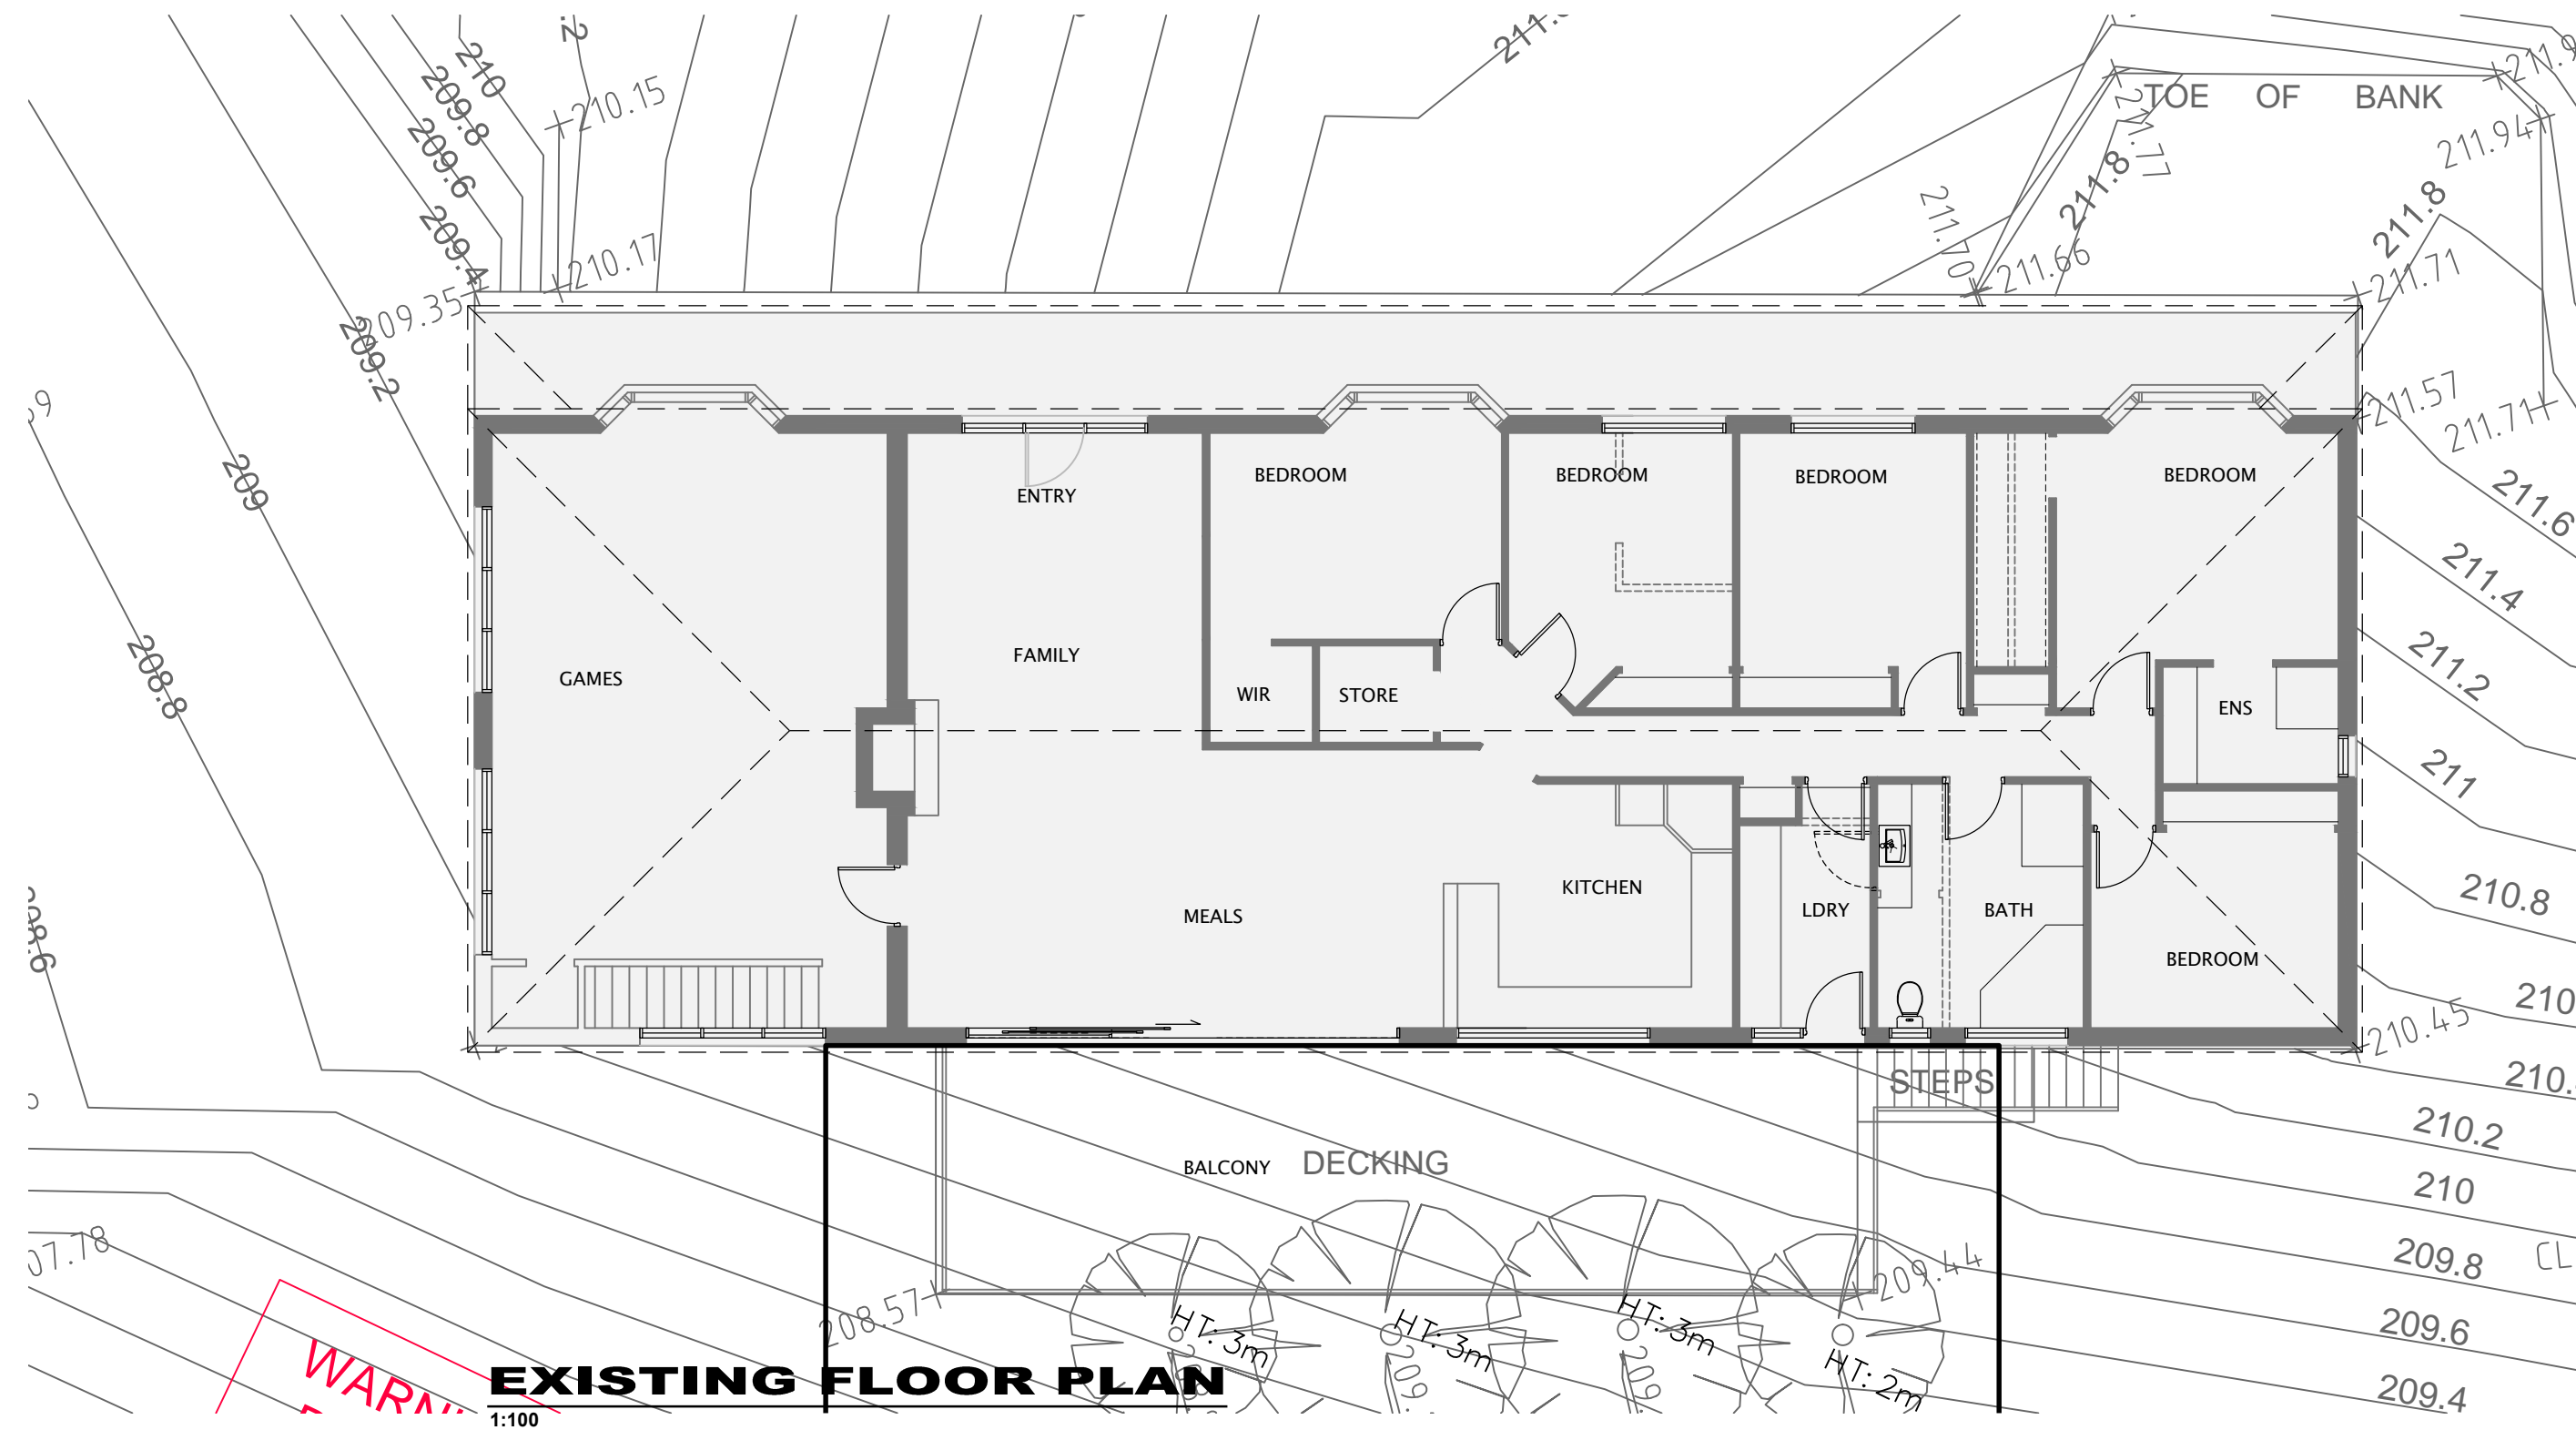 210
209.8
209.6
209.4
209.2
209
208.8
210.15
210.17
209.35
TOE OF BANK
211.77
211.94
211.8
211.8
211.70
211.66
211.71
211.57
211.71
211.6
211.4
211.2
211
210.8
210.45
210.2
210
209.8
209.6
209.4
BEDROOM
BEDROOM
BEDROOM
BEDROOM
ENTRY
FAMILY
GAMES
WIR
STORE
ENS
KITCHEN
MEALS
LDRY
BATH
BEDROOM
STEPS
BALCONY
DECKING
208.57
209.44
HT: 3m
HT: 3m
HT: 3m
HT: 2m
EXISTING FLOOR PLAN
1:100